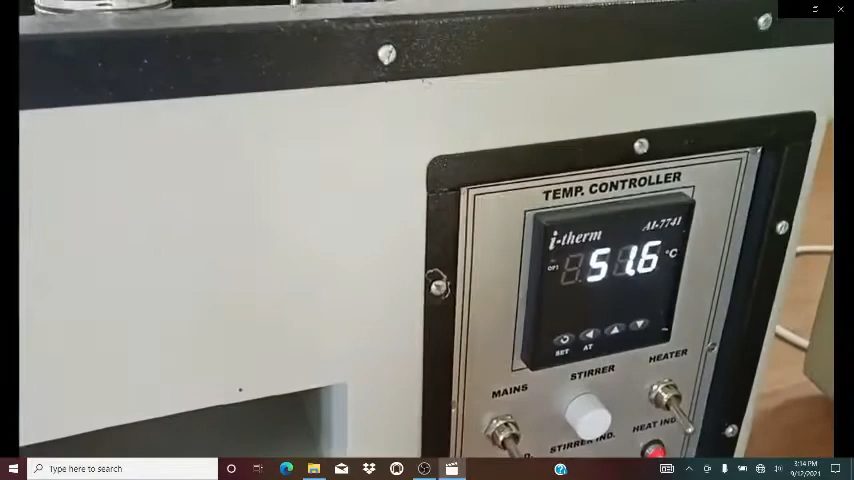 TEMP. CONTROLLER
i-therm AI-7741
OP1 51.6 °C
SET AT
MAINS STIRRER HEATER
STIRRER IND. HEAT IND
D.
Type here to search
3:14 PM
9/12/2021